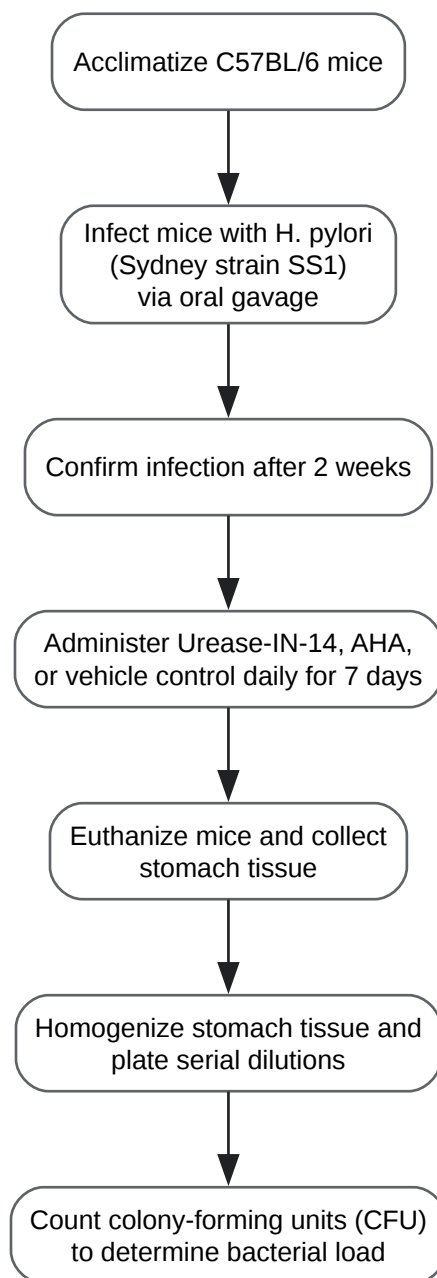 Acclimatize C57BL/6 mice
Infect mice with H. pylori
(Sydney strain SS1)
via oral gavage
Confirm infection after 2 weeks
Administer Urease-IN-14, AHA,
or vehicle control daily for 7 days
Euthanize mice and collect
stomach tissue
Homogenize stomach tissue and
plate serial dilutions
Count colony-forming units (CFU)
to determine bacterial load